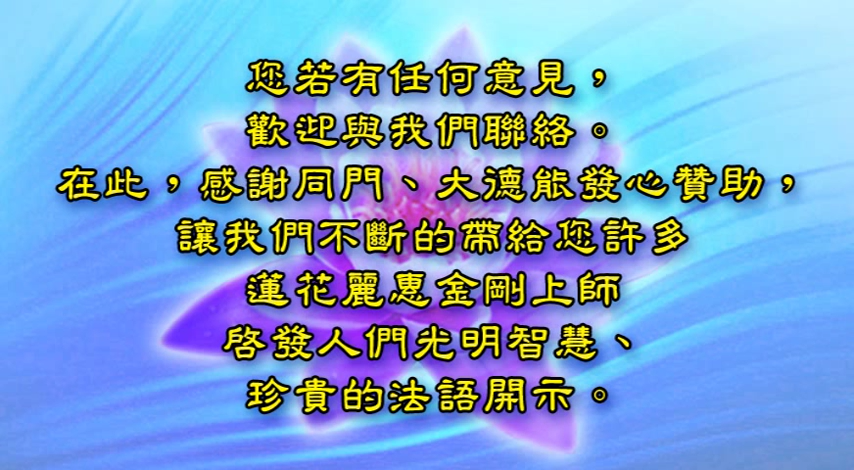 您若有任何意見，
歡迎與我們聯絡。
在此，感謝同門、大德能發心贊助，
讓我們不斷的帶給您許多
蓮花麗惠金剛上師
啓發人們光明智慧、
珍貴的法語開示。